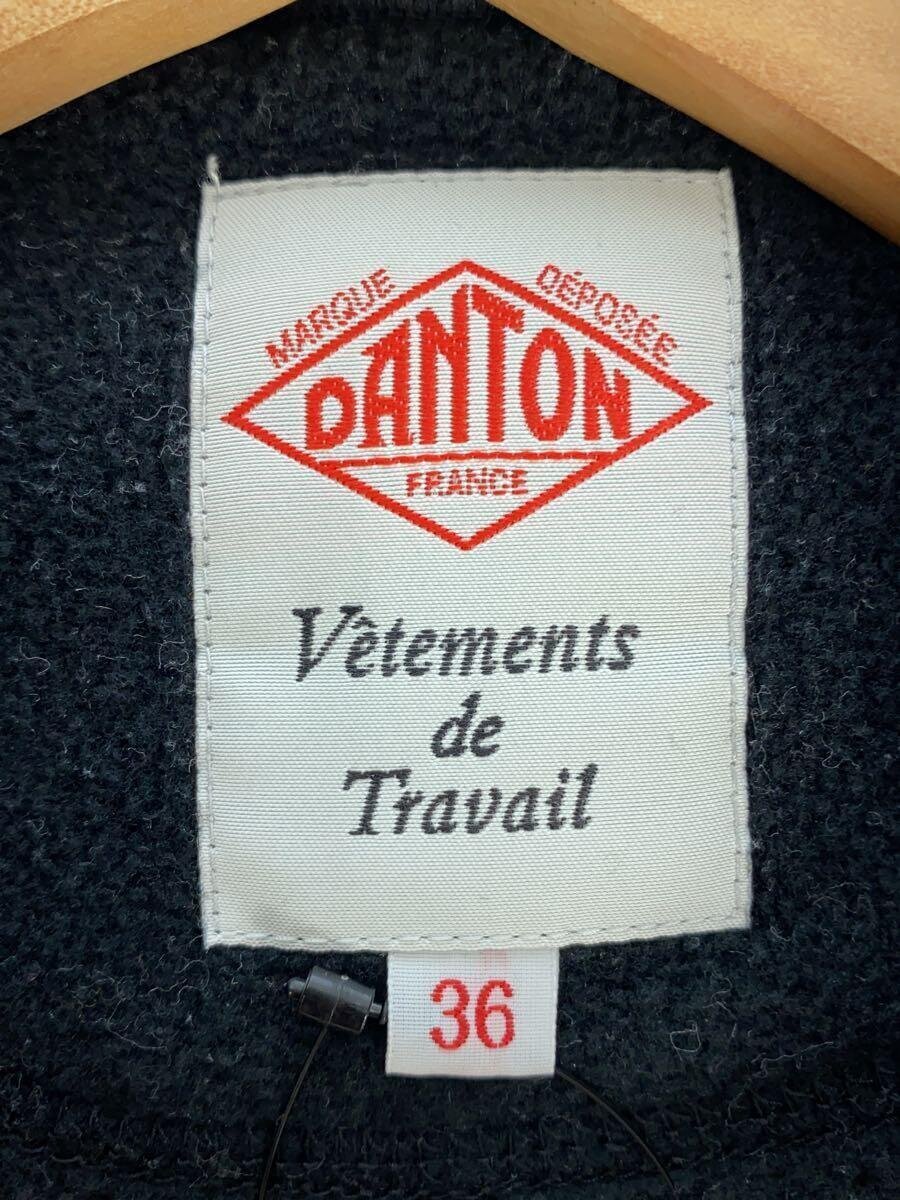 MARQUE DÉPOSÉE
DANTON
FRANCE
Vêtements
de
Travail
36